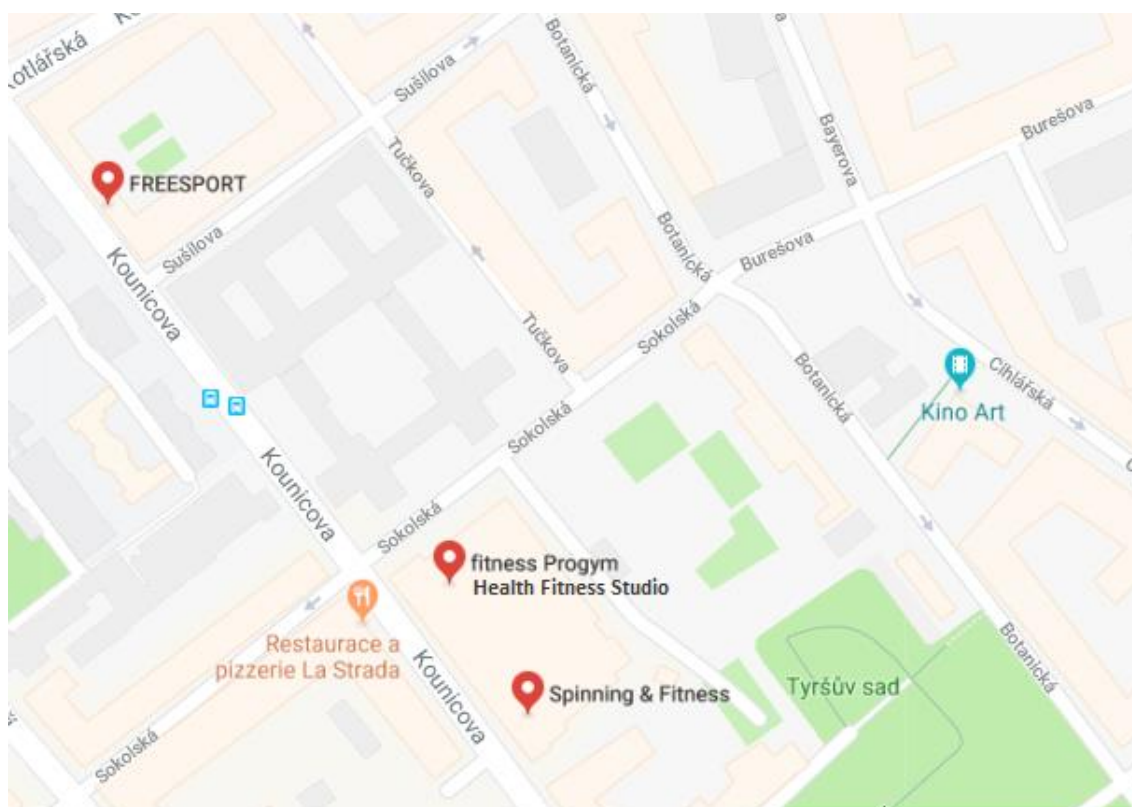 Kotlářská
Sušilova
Botanická
Burešova
Bayerova
Tučkova
FREESPORT
Sušilova
Botanická
Burešova
Kounicova
Sokolská
Tučkova
Botanická
Cihlářská
Kino Art
Sokolská
Kounicova
Sokolská
fitness Progym
Health Fitness Studio
Restaurace a
pizzerie La Strada
Kounicova
Spinning & Fitness
Tyršův sad
Botanická
Sokolská